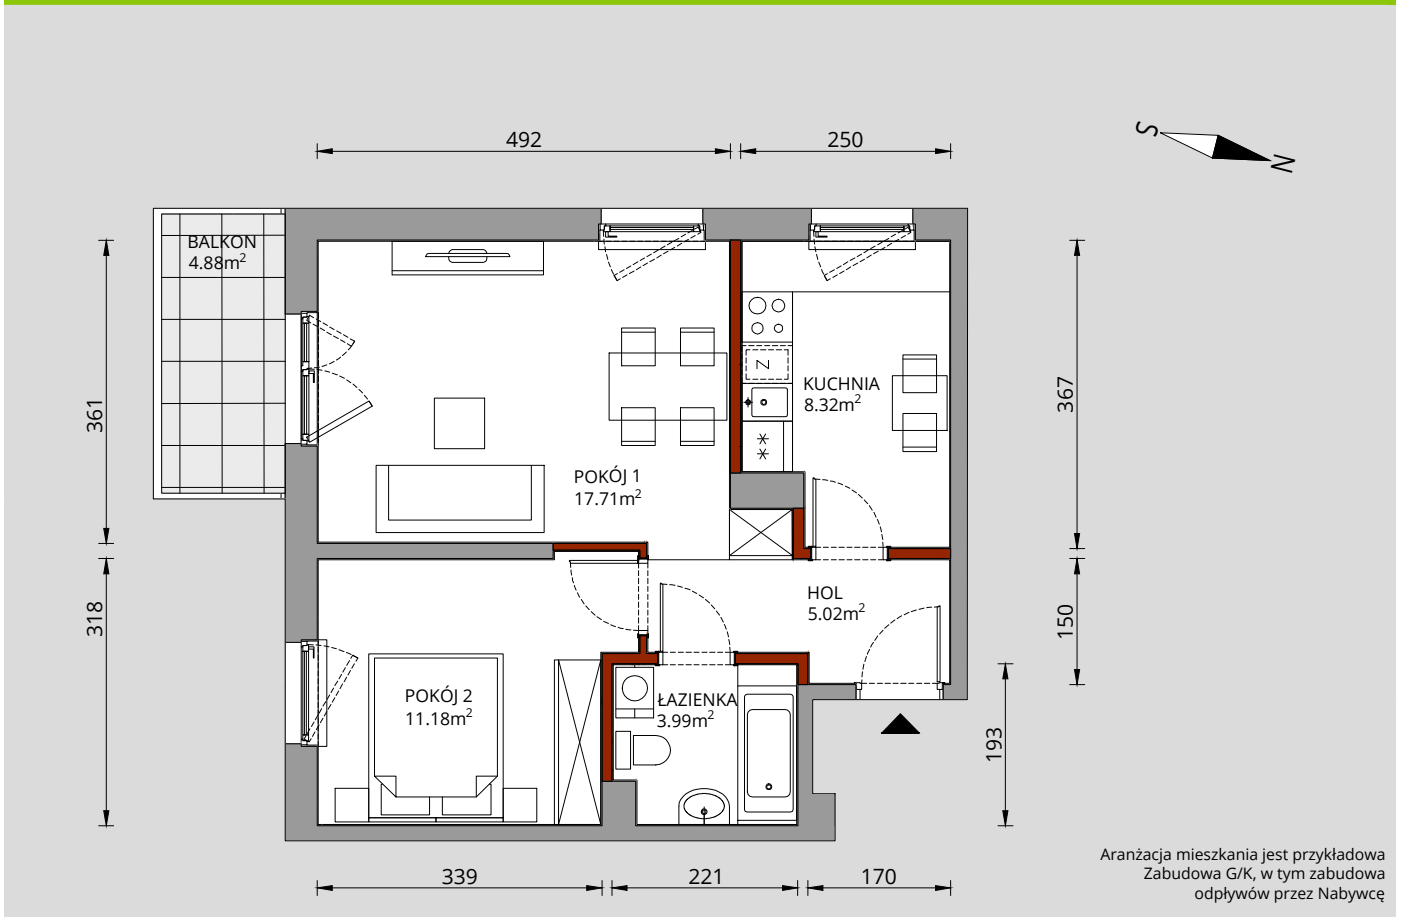 492
250
S
N
BALKON
4.88m²
361
367
Z
KUCHNIA
8.32m²
POKÓJ 1
17.71m²
318
HOL
5.02m²
150
POKÓJ 2
11.18m²
ŁAZIENKA
3.99m²
193
339
221
170
Aranżacja mieszkania jest przykładowa
Zabudowa G/K, w tym zabudowa
odpływów przez Nabywcę